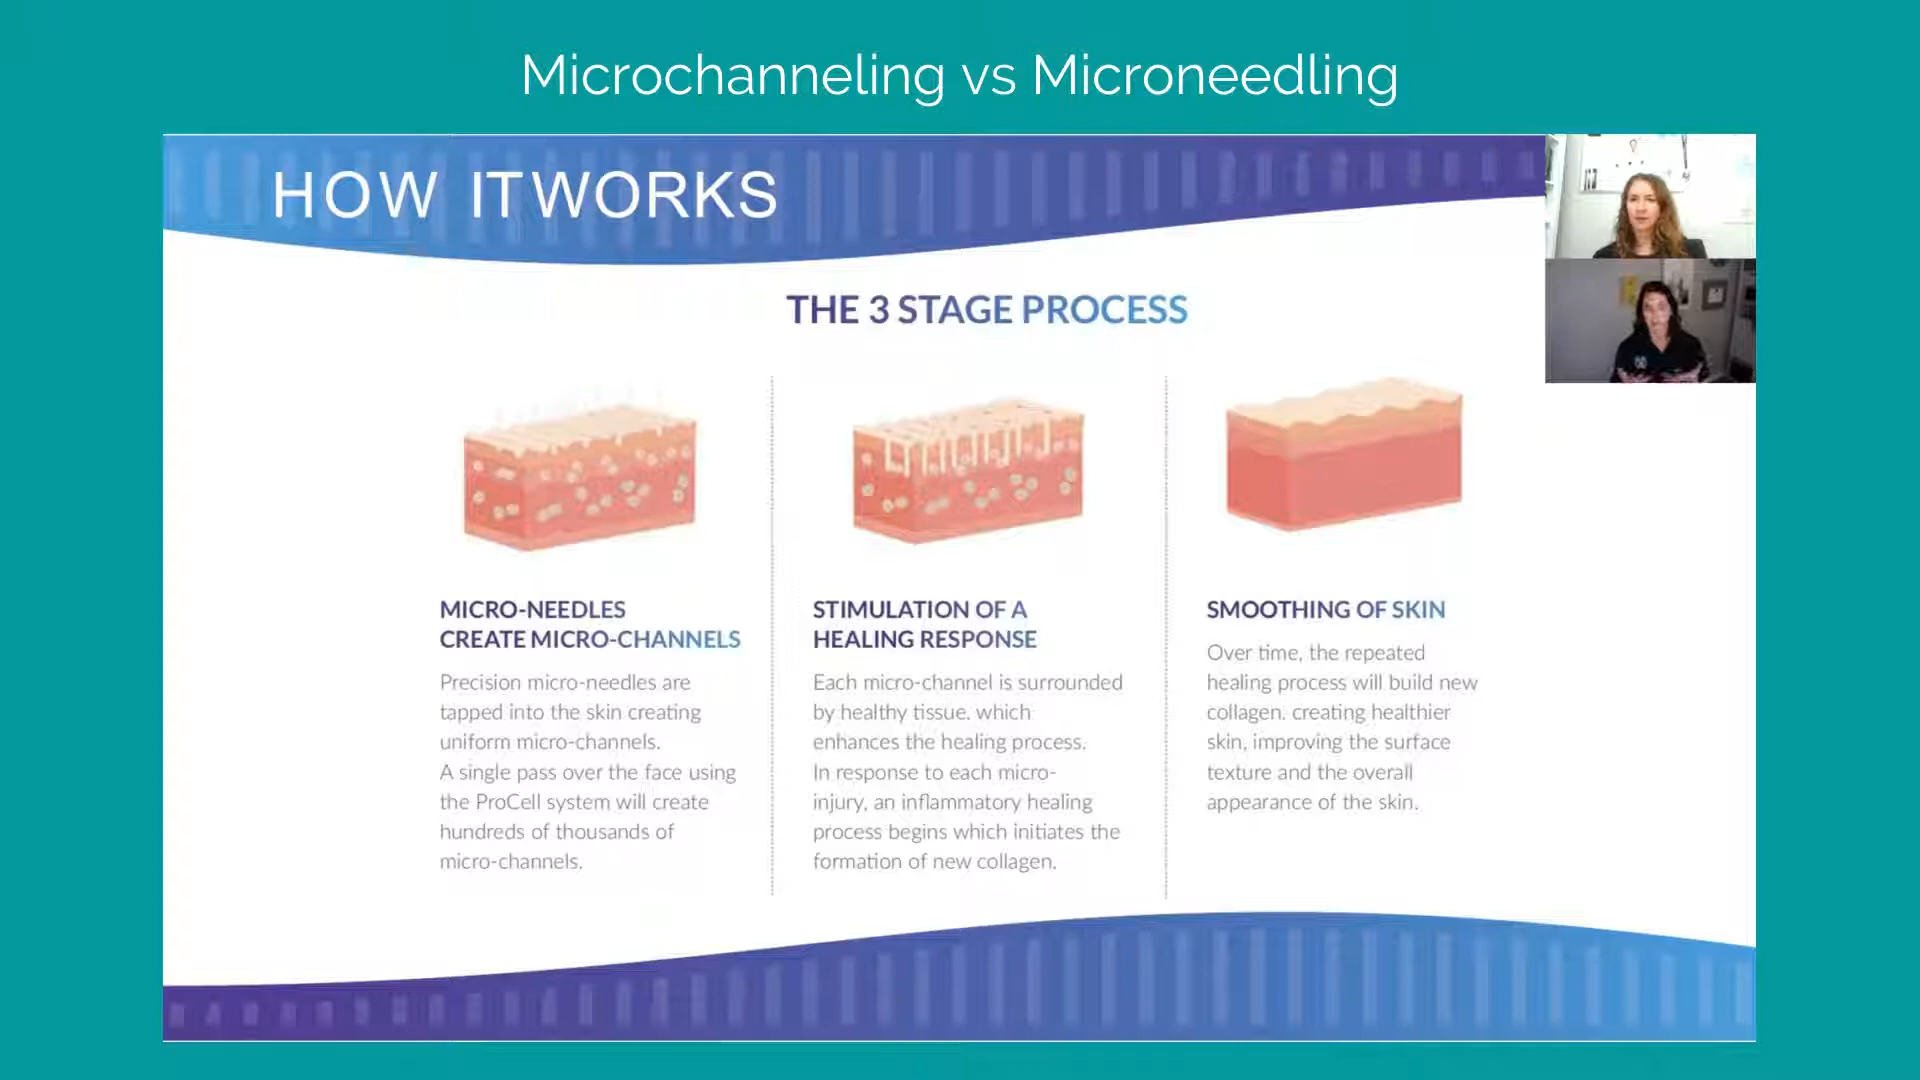 Microchanneling vs Microneedling
HOW ITWORKS
THE 3 STAGE PROCESS
MICRO-NEEDLES
CREATE MICRO-CHANNELS
Precision micro-needles are
tapped into the skin creating
uniform micro-channels.
A single pass over the face using
the ProCell system will create
hundreds of thousands of
micro-channels.
STIMULATION OF A
HEALING RESPONSE
Each micro-channel is surrounded
by healthy tissue. which
enhances the healing process.
In response to each micro-
injury, an inflammatory healing
process begins which initiates the
formation of new collagen.
SMOOTHING OF SKIN
Over time, the repeated
healing process will build new
collagen. creating healthier
skin, improving the surface
texture and the overall
appearance of the skin.